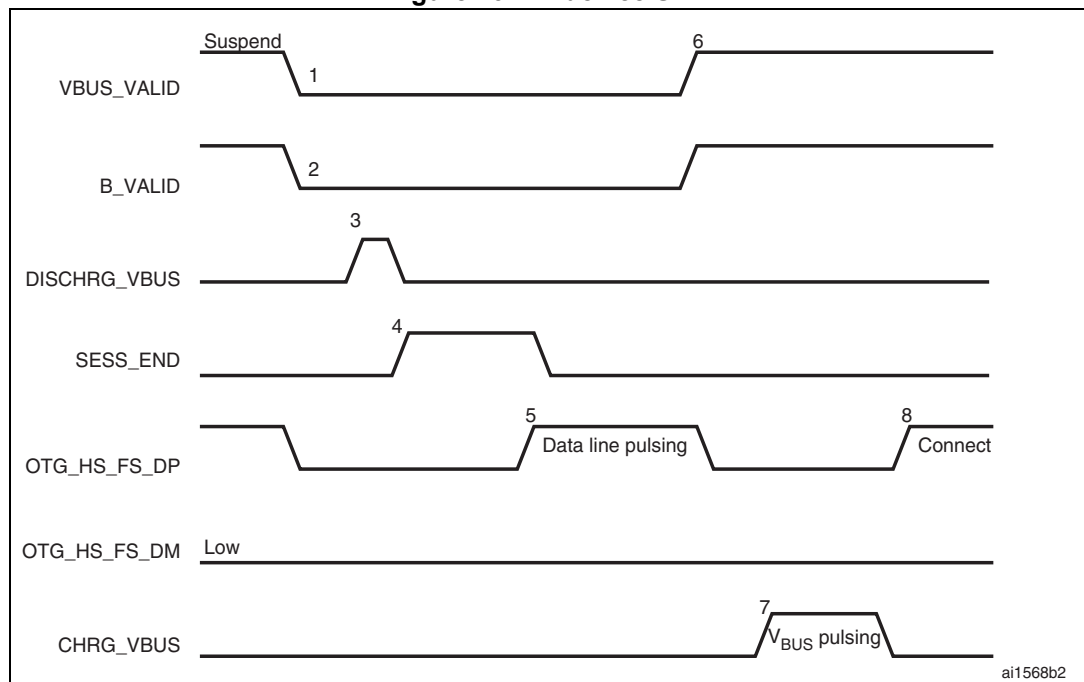 Suspend
6
VBUS_VALID
1
B_VALID
2
3
DISCHRG_VBUS
4
SESS_END
5
8
OTG_HS_FS_DP
Data line pulsing
Connect
OTG_HS_FS_DM
Low
7
CHRG_VBUS
VBUS pulsing
ai1568b2